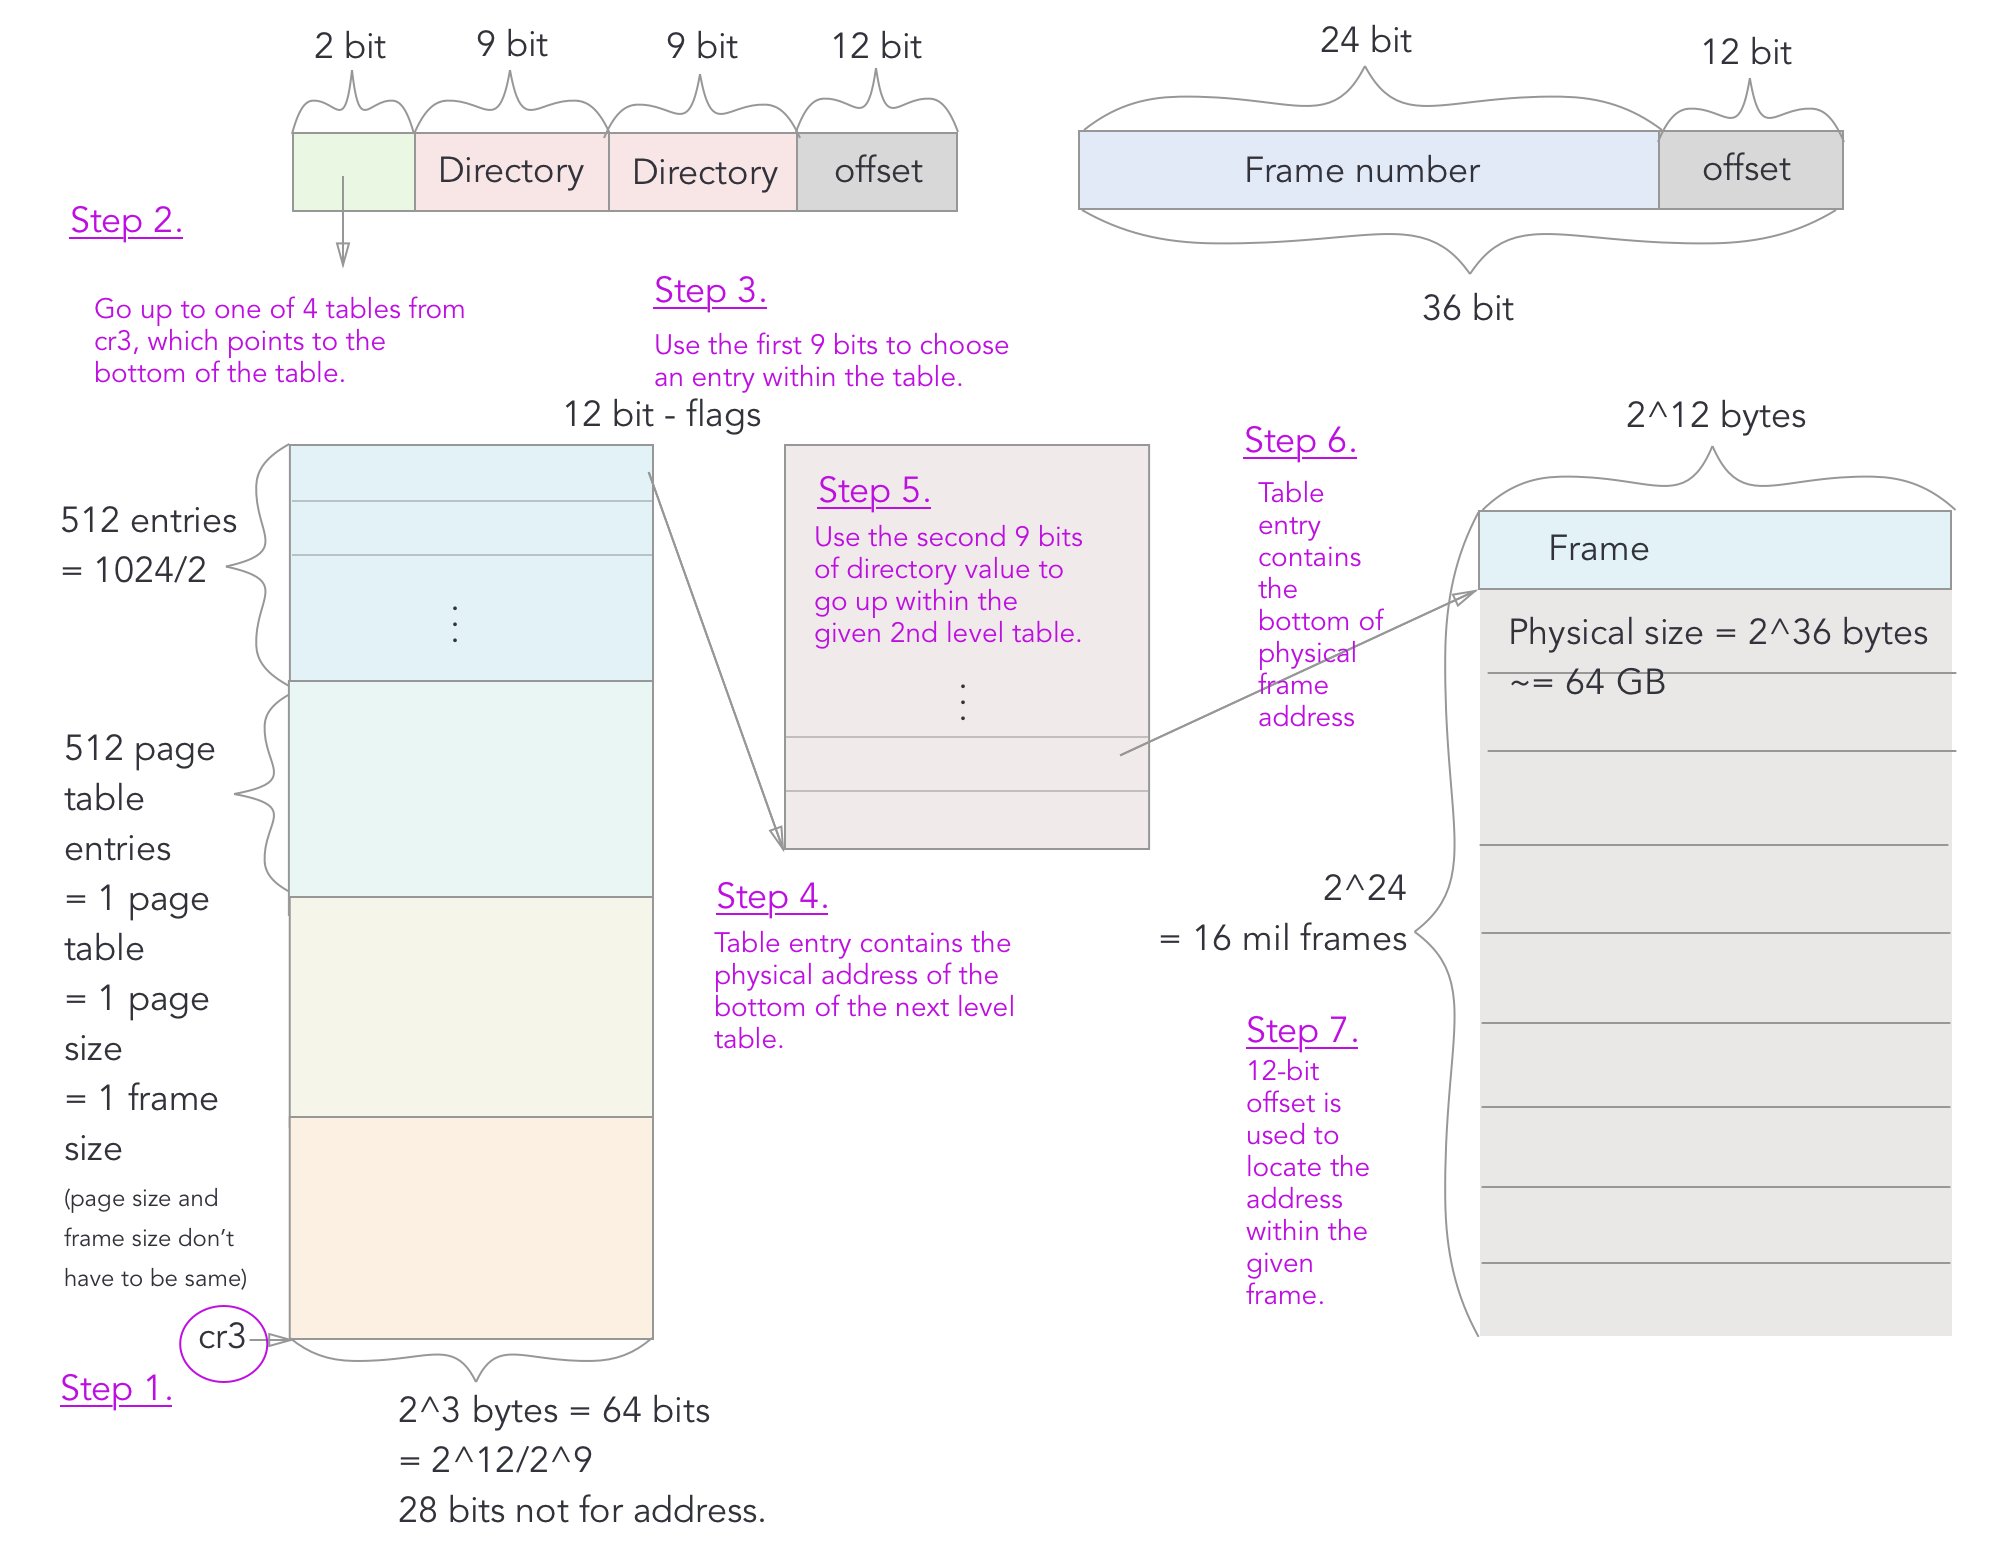 2 bit
9 bit
9 bit
12 bit
24 bit
12 bit
Directory
Directory
offset
Frame number
offset
36 bit
Step 2.
Go up to one of 4 tables from
cr3, which points to the
bottom of the table.
Step 3.
Use the first 9 bits to choose
an entry within the table.
12 bit - flags
512 entries
= 1024/2
512 page
table
entries
= 1 page
table
= 1 page
size
= 1 frame
size
(page size and
frame size don't
have to be same)
cr3
Step 1.
2^3 bytes = 64 bits
= 2^12/2^9
28 bits not for address.
Step 5.
Use the second 9 bits
of directory value to
go up within the
given 2nd level table.
Step 4.
Table entry contains the
physical address of the
bottom of the next level
table.
Step 6.
Table
entry
contains
the
bottom of
physical
frame
address
2^12 bytes
Frame
Physical size = 2^36 bytes
~= 64 GB
2^24
= 16 mil frames
Step 7.
12-bit
offset is
used to
locate the
address
within the
given
frame.